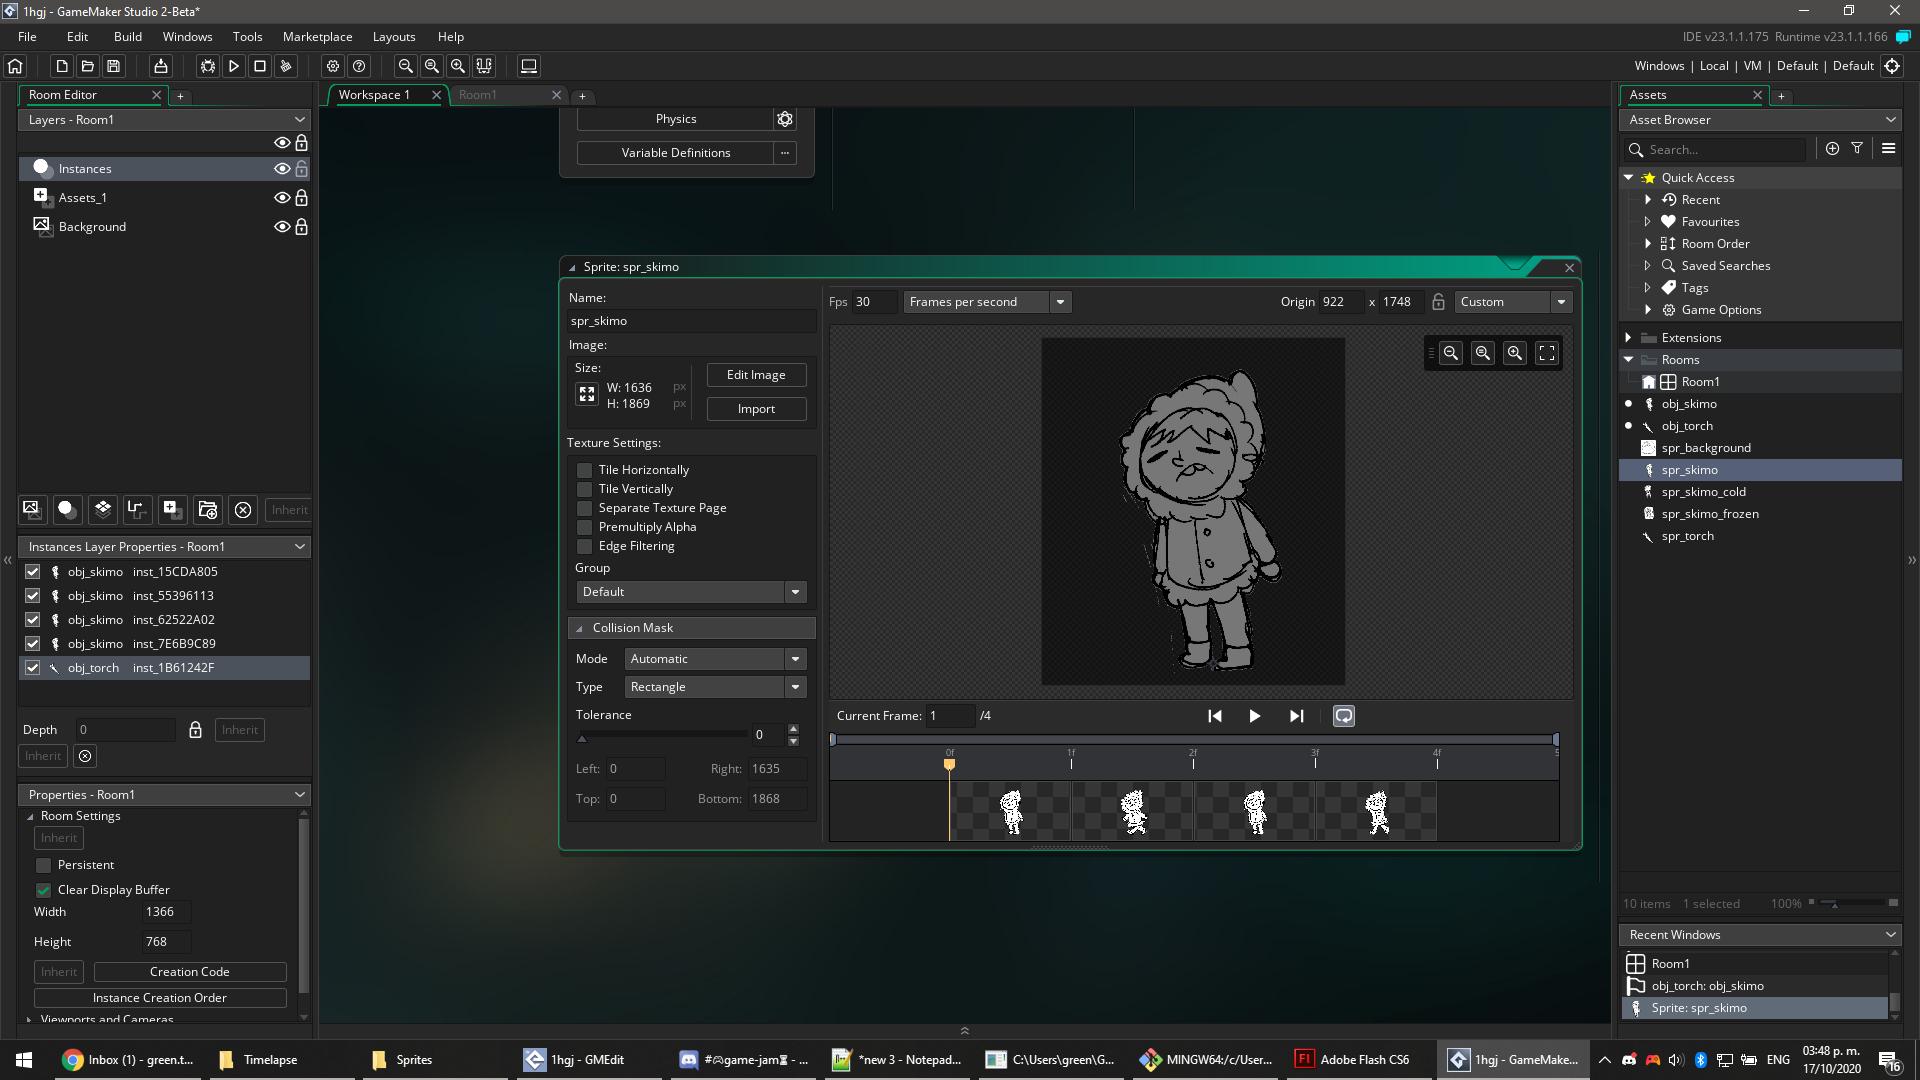 1hgj - GameMaker Studio 2-Beta*
File Edit Build Windows Tools Marketplace Layouts Help
IDE v23.1.1.175 Runtime v23.1.1.166
Windows | Local | VM | Default | Default
Room Editor
Layers - Room1
Instances
Assets_1
Background
Inherit
Instances Layer Properties - Room1
obj_skimo inst_15CDA805
obj_skimo inst_55396113
obj_skimo inst_62522A02
obj_skimo inst_7E6B9C89
obj_torch inst_1B61242F
Depth 0 Inherit
Inherit
Properties - Room1
Room Settings
Inherit
Persistent
Clear Display Buffer
Width 1366
Height 768
Inherit Creation Code
Instance Creation Order
Viewports and Cameras
Workspace 1 Room1
Physics
Variable Definitions
Sprite: spr_skimo
Name:
spr_skimo
Image:
Size:
W: 1636 px
H: 1869 px
Edit Image
Import
Texture Settings:
Tile Horizontally
Tile Vertically
Separate Texture Page
Premultiply Alpha
Edge Filtering
Group
Default
Collision Mask
Mode Automatic
Type Rectangle
Tolerance
0
Left: 0 Right: 1635
Top: 0 Bottom: 1868
Fps 30 Frames per second Origin 922 x 1748 Custom
Current Frame: 1 /4
0f 1f 2f 3f 4f 5
Assets
Asset Browser
Search...
Quick Access
Recent
Favourites
Room Order
Saved Searches
Tags
Game Options
Extensions
Rooms
Room1
obj_skimo
obj_torch
spr_background
spr_skimo
spr_skimo_cold
spr_skimo_frozen
spr_torch
10 items 1 selected 100%
Recent Windows
Room1
obj_torch: obj_skimo
Sprite: spr_skimo
Inbox (1) - green.t...
Timelapse
Sprites
1hgj - GMEdit
#🎮game-jam⏳ - ...
*new 3 - Notepad...
C:\Users\green\G...
MINGW64:/c/User...
Fl Adobe Flash CS6
1hgj - GameMake...
ENG
03:48 p. m.
17/10/2020
16